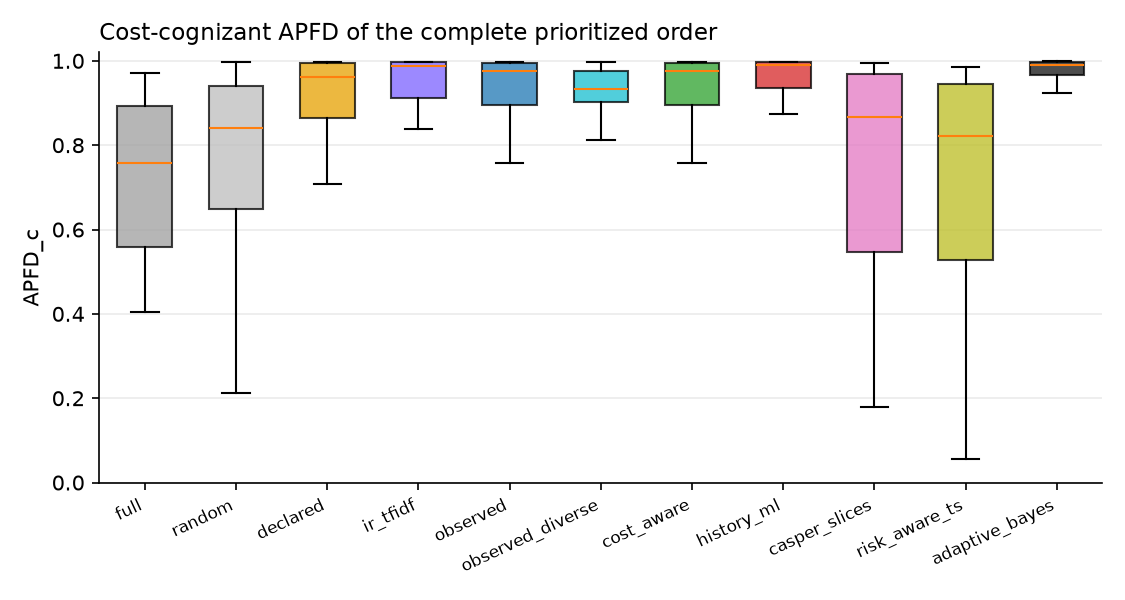 Cost-cognizant APFD of the complete prioritized order
APFD_c
1.0
0.8
0.6
0.4
0.2
0.0
full
random
declared
ir_tfidf
observed
observed_diverse
cost_aware
history_ml
casper_slices
risk_aware_ts
adaptive_bayes